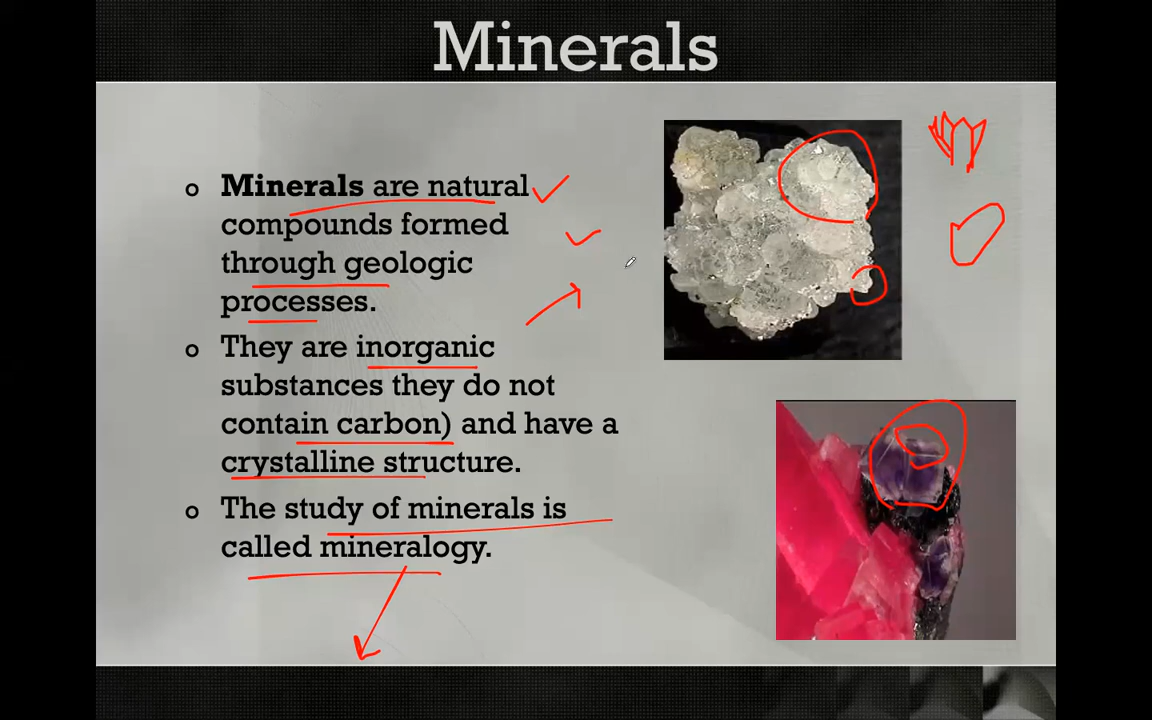 Minerals
o Minerals are natural
compounds formed
through geologic
processes.
o They are inorganic
substances they do not
contain carbon) and have a
crystalline structure.
o The study of minerals is
called mineralogy.